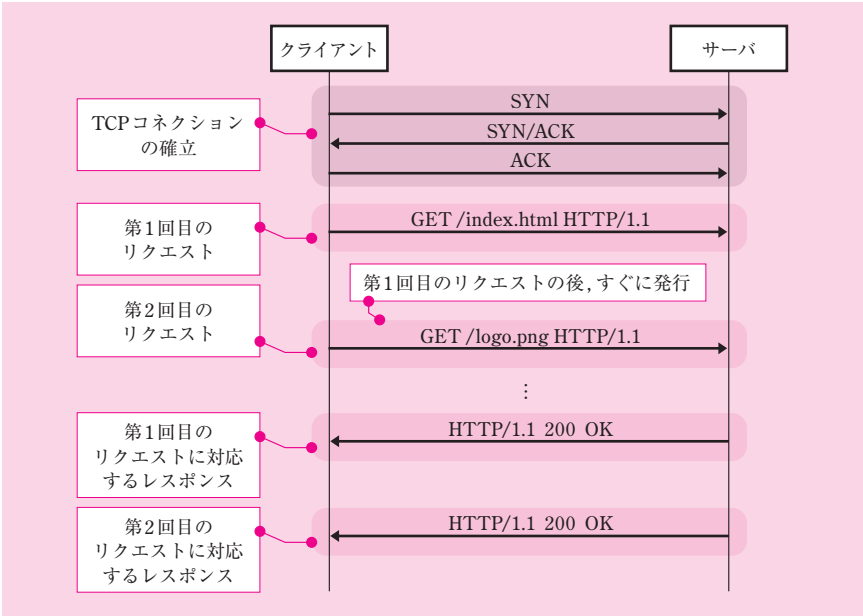 クライアント
サーバ
TCPコネクション
の確立
SYN
SYN/ACK
ACK
第1回目の
リクエスト
GET /index.html HTTP/1.1
第1回目のリクエストの後，すぐに発行
第2回目の
リクエスト
GET /logo.png HTTP/1.1
⋮
第1回目の
リクエストに対応
するレスポンス
HTTP/1.1 200 OK
第2回目の
リクエストに対応
するレスポンス
HTTP/1.1 200 OK